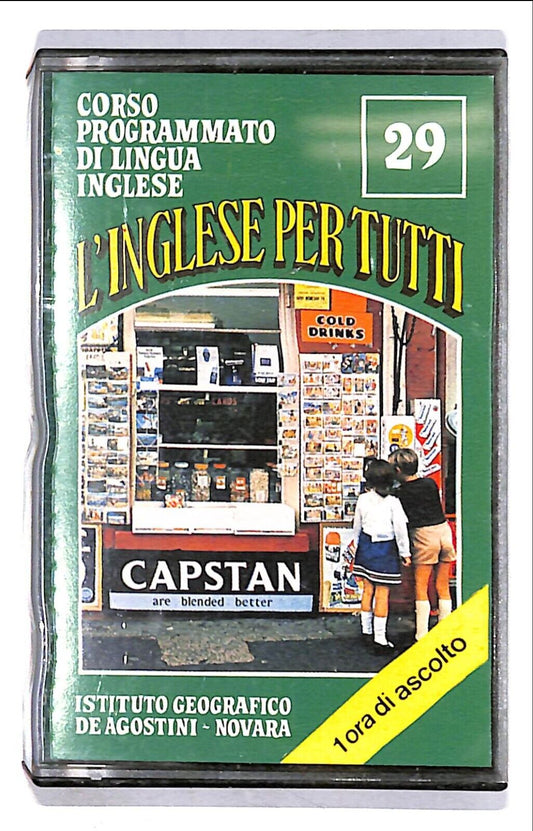 CORSO
PROGRAMMATO
DI LINGUA
INGLESE
29
L'INGLESE PER TUTTI
COLD
DRINKS
CARDS
CAPSTAN
are blended better
1 ora di ascolto
ISTITUTO GEOGRAFICO
DE AGOSTINI - NOVARA